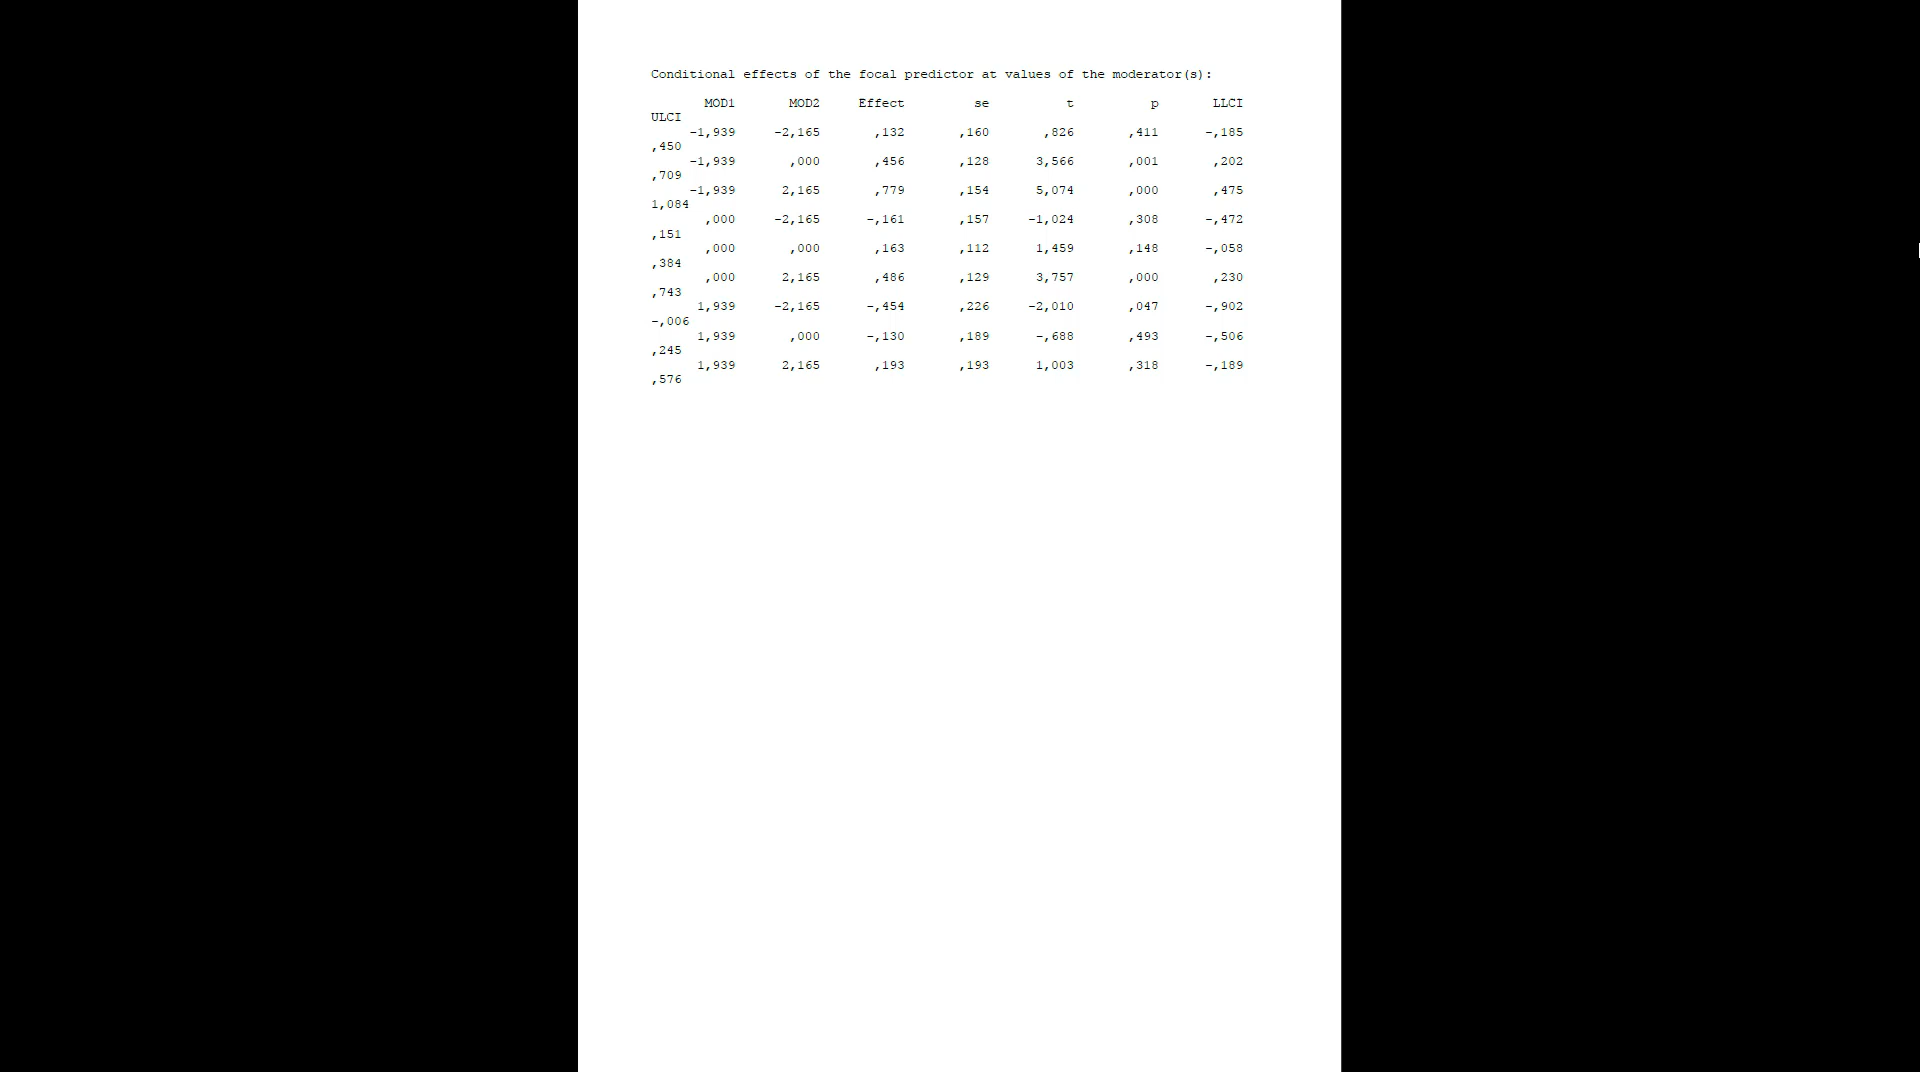 Conditional effects of the focal predictor at values of the moderator(s):
MOD1 MOD2 Effect se t p LLCI
ULCI
-1,939 -2,165 ,132 ,160 ,826 ,411 -,185
,450
-1,939 ,000 ,456 ,128 3,566 ,001 ,202
,709
-1,939 2,165 ,779 ,154 5,074 ,000 ,475
1,084
,000 -2,165 -,161 ,157 -1,024 ,308 -,472
,151
,000 ,000 ,163 ,112 1,459 ,148 -,058
,384
,000 2,165 ,486 ,129 3,757 ,000 ,230
,743
1,939 -2,165 -,454 ,226 -2,010 ,047 -,902
-,006
1,939 ,000 -,130 ,189 -,688 ,493 -,506
,245
1,939 2,165 ,193 ,193 1,003 ,318 -,189
,576